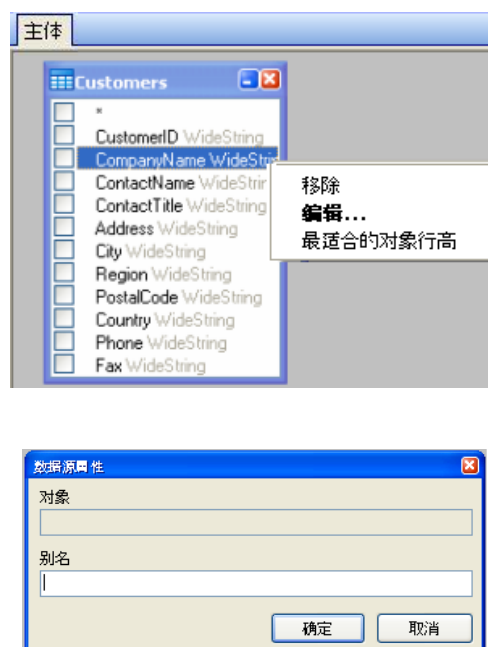 主体
Customers
*
CustomerID WideString
CompanyName WideStrin
ContactName WideStrin
ContactTitle WideString
Address WideString
City WideString
Region WideString
PostalCode WideString
Country WideString
Phone WideString
Fax WideString
移除
编辑...
最适合的对象行高
数据源属性
对象
别名
确定
取消